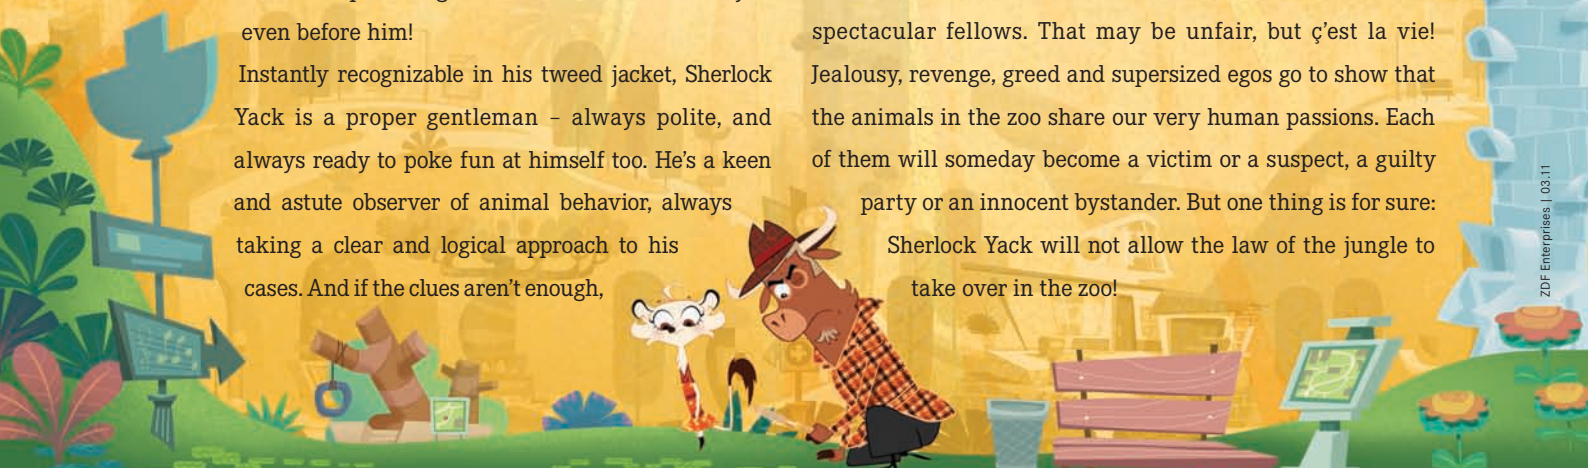 even before him!
Instantly recognizable in his tweed jacket, Sherlock
Yack is a proper gentleman – always polite, and
always ready to poke fun at himself too. He’s a keen
and astute observer of animal behavior, always
taking a clear and logical approach to his
cases. And if the clues aren’t enough,
spectacular fellows. That may be unfair, but ç’est la vie!
Jealousy, revenge, greed and supersized egos go to show that
the animals in the zoo share our very human passions. Each
of them will someday become a victim or a suspect, a guilty
party or an innocent bystander. But one thing is for sure:
Sherlock Yack will not allow the law of the jungle to
take over in the zoo!
ZDF Enterprises | 03.11